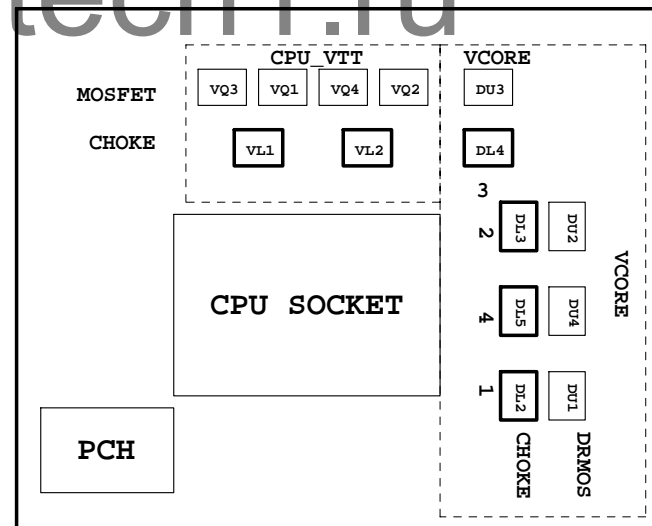 tech1.ru
CPU_VTT VCORE
MOSFET VQ3 VQ1 VQ4 VQ2 DU3
CHOKE VL1 VL2 DL4
3
2 DL3 DU2
VCORE
CPU SOCKET
4 DL5 DU4
1 DL2 DU1
PCH
CHOKE DRMOS